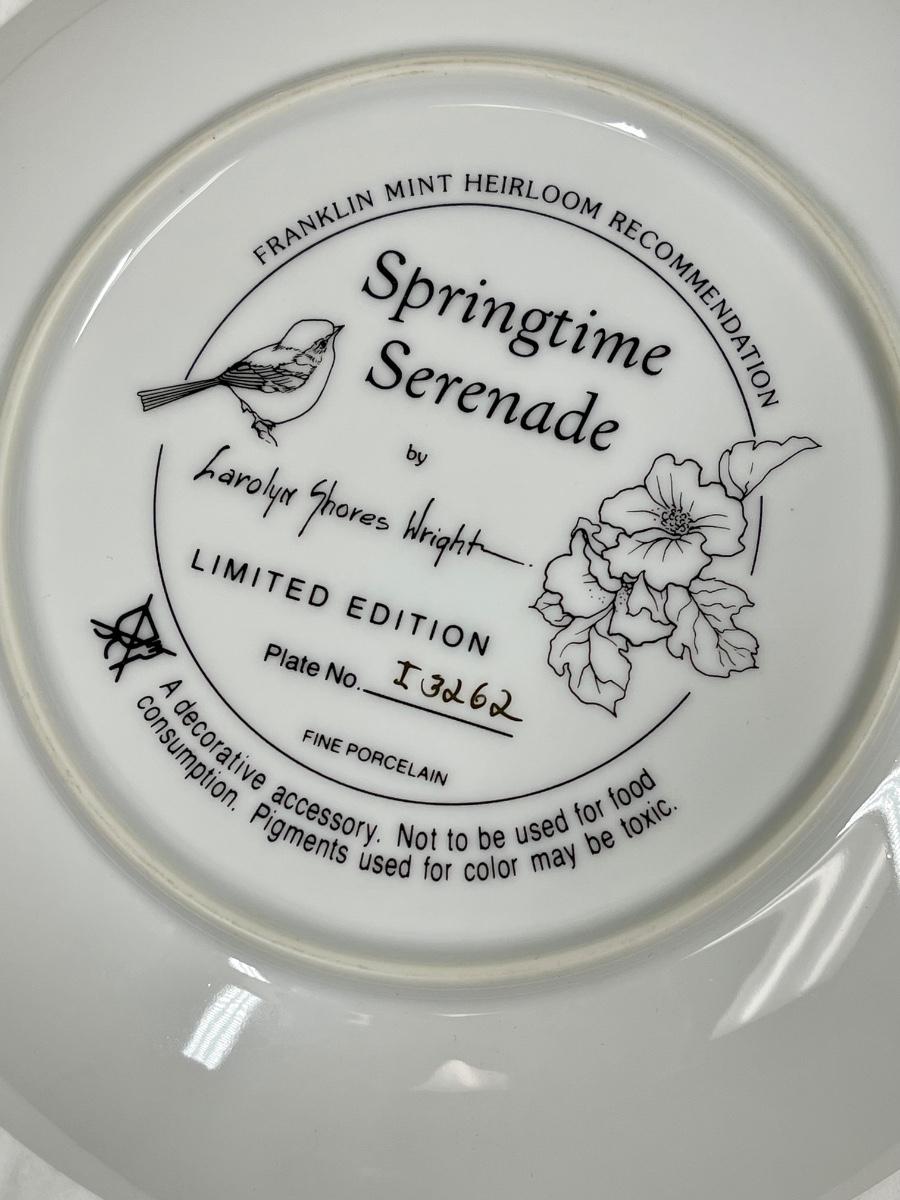 FRANKLIN MINT HEIRLOOM RECOMMENDATION
Springtime
Serenade
by
Carolyn Shores Wright
LIMITED EDITION
Plate No. I3262
FINE PORCELAIN
A decorative accessory. Not to be used for food
consumption. Pigments used for color may be toxic.